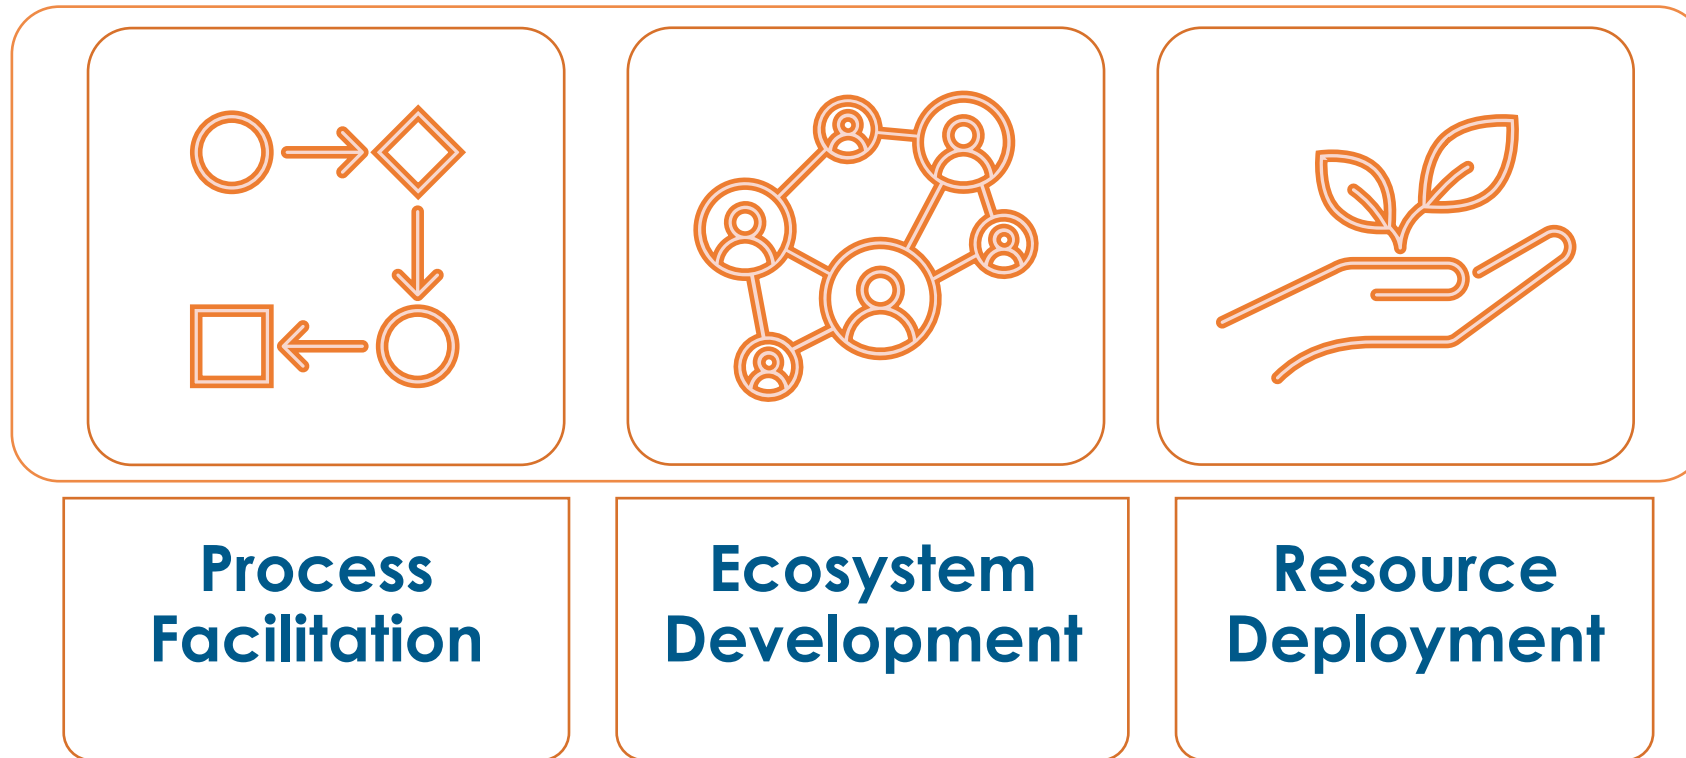 Process
Facilitation
Ecosystem
Development
Resource
Deployment